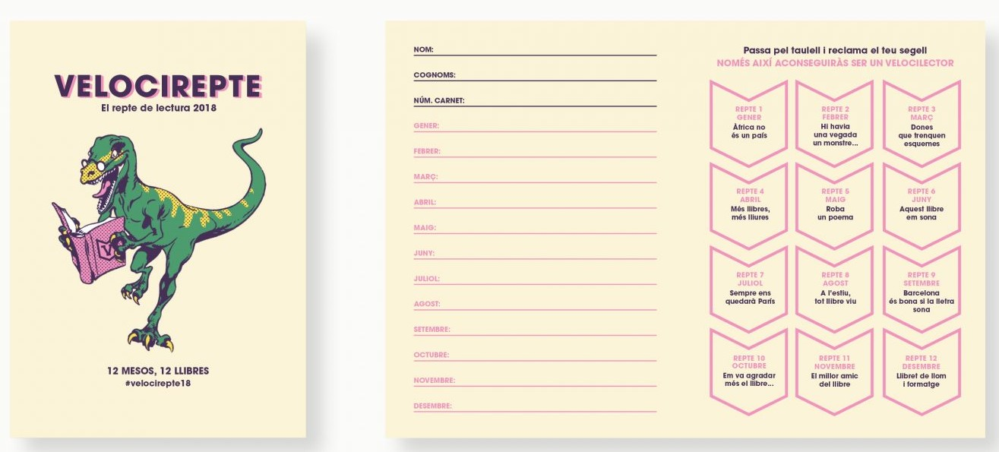 VELOCIREPTE
El repte de lectura 2018
V
12 MESOS, 12 LLIBRES
#velocirepte18
NOM:
COGNOMS:
NÚM. CARNET:
GENER:
FEBRER:
MARÇ:
ABRIL:
MAIG:
JUNY:
JULIOL:
AGOST:
SETEMBRE:
OCTUBRE:
NOVEMBRE:
DESEMBRE:
Passa pel taulell i reclama el teu segell
NOMÉS AIXÍ ACONSEGUIRÀS SER UN VELOCILECTOR
REPTE 1
GENER
Àfrica no
és un país
REPTE 2
FEBRER
Hi havia
una vegada
un monstre...
REPTE 3
MARÇ
Dones
que trenquen
esquemes
REPTE 4
ABRIL
Més llibres,
més lliures
REPTE 5
MAIG
Roba
un poema
REPTE 6
JUNY
Aquest llibre
em sona
REPTE 7
JULIOL
Sempre ens
quedarà París
REPTE 8
AGOST
A l'estiu,
tot llibre viu
REPTE 9
SETEMBRE
Barcelona
és bona si la lletra
sona
REPTE 10
OCTUBRE
Em va agradar
més el llibre...
REPTE 11
NOVEMBRE
El millor amic
del llibre
REPTE 12
DESEMBRE
Llibret de llom
i formatge